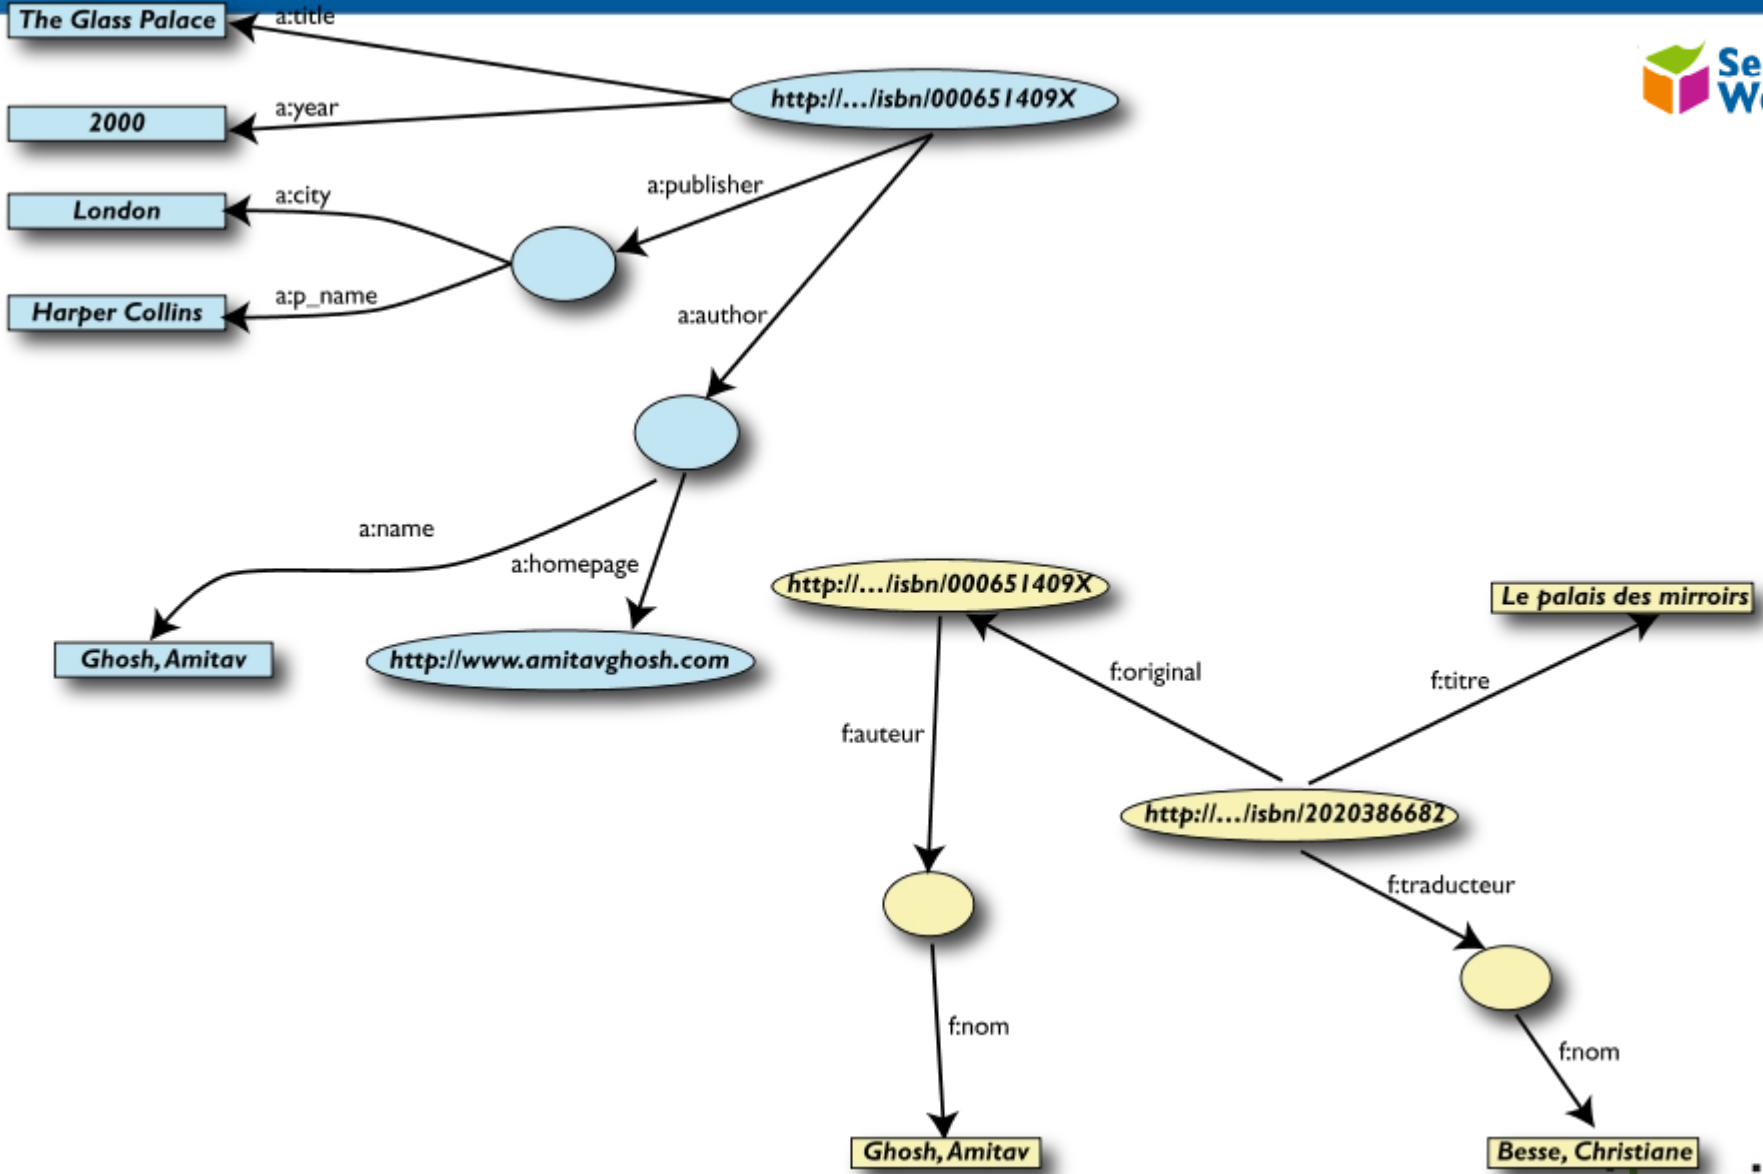 The Glass Palace
a:title
http://…/isbn/000651409X
2000
a:year
London
a:city
a:publisher
Harper Collins
a:p_name
a:author
a:name
a:homepage
Ghosh, Amitav
http://www.amitavghosh.com
http://…/isbn/000651409X
Le palais des mirroirs
f:original
f:titre
f:auteur
http://…/isbn/2020386682
f:traducteur
f:nom
f:nom
Ghosh, Amitav
Besse, Christiane